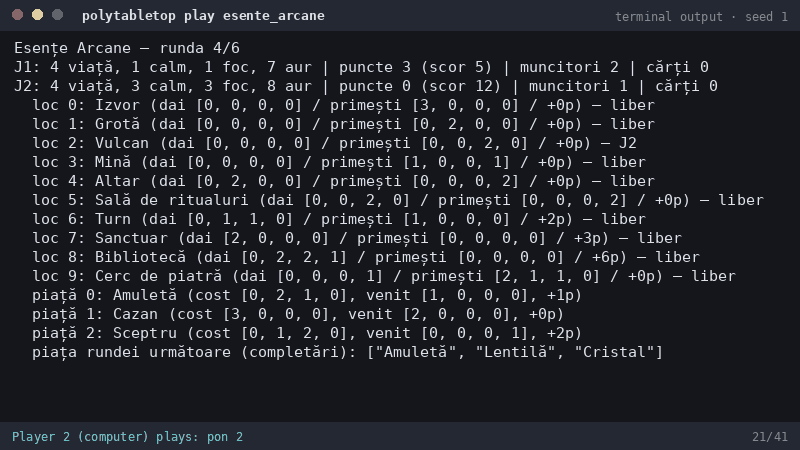 polytabletop play esente_arcane
terminal output · seed 1
Esențe Arcane — runda 4/6
J1: 4 viață, 1 calm, 1 foc, 7 aur | puncte 3 (scor 5) | muncitori 2 | cărți 0
J2: 4 viață, 3 calm, 3 foc, 8 aur | puncte 0 (scor 12) | muncitori 1 | cărți 0
loc 0: Izvor (dai [0, 0, 0, 0] / primești [3, 0, 0, 0] / +0p) — liber
loc 1: Grotă (dai [0, 0, 0, 0] / primești [0, 2, 0, 0] / +0p) — liber
loc 2: Vulcan (dai [0, 0, 0, 0] / primești [0, 0, 2, 0] / +0p) — J2
loc 3: Mină (dai [0, 0, 0, 0] / primești [1, 0, 0, 1] / +0p) — liber
loc 4: Altar (dai [0, 2, 0, 0] / primești [0, 0, 0, 2] / +0p) — liber
loc 5: Sală de ritualuri (dai [0, 0, 2, 0] / primești [0, 0, 0, 2] / +0p) — liber
loc 6: Turn (dai [0, 1, 1, 0] / primești [1, 0, 0, 0] / +2p) — liber
loc 7: Sanctuar (dai [2, 0, 0, 0] / primești [0, 0, 0, 0] / +3p) — liber
loc 8: Bibliotecă (dai [0, 2, 2, 1] / primești [0, 0, 0, 0] / +6p) — liber
loc 9: Cerc de piatră (dai [0, 0, 0, 1] / primești [2, 1, 1, 0] / +0p) — liber
piață 0: Amuletă (cost [0, 2, 1, 0], venit [1, 0, 0, 0], +1p)
piață 1: Cazan (cost [3, 0, 0, 0], venit [2, 0, 0, 0], +0p)
piață 2: Sceptru (cost [0, 1, 2, 0], venit [0, 0, 0, 1], +2p)
piața rundei următoare (completări): ["Amuletă", "Lentilă", "Cristal"]
Player 2 (computer) plays: pon 2
21/41